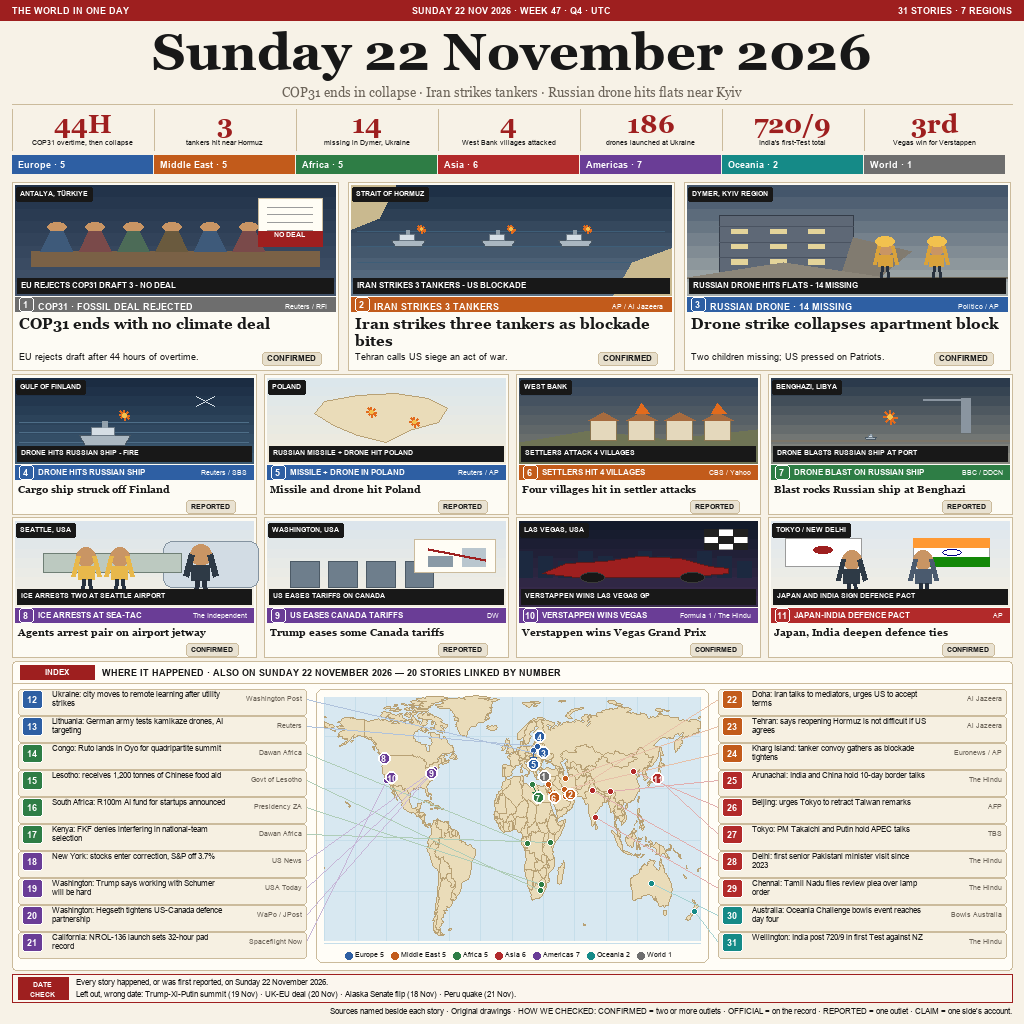 THE WORLD IN ONE DAY
SUNDAY 22 NOV 2026 · WEEK 47 · Q4 · UTC
31 STORIES · 7 REGIONS
Sunday 22 November 2026
COP31 ends in collapse · Iran strikes tankers · Russian drone hits flats near Kyiv
44H
COP31 overtime, then collapse
3
tankers hit near Hormuz
14
missing in Dymer, Ukraine
4
West Bank villages attacked
186
drones launched at Ukraine
720/9
India's first-Test total
3rd
Vegas win for Verstappen
Europe · 5
Middle East · 5
Africa · 5
Asia · 6
Americas · 7
Oceania · 2
World · 1
ANTALYA, TÜRKIYE
NO DEAL
EU REJECTS COP31 DRAFT 3 - NO DEAL
1 COP31 · FOSSIL DEAL REJECTED
Reuters / RFI
COP31 ends with no climate deal
EU rejects draft after 44 hours of overtime.
CONFIRMED
STRAIT OF HORMUZ
IRAN STRIKES 3 TANKERS - US BLOCKADE
2 IRAN STRIKES 3 TANKERS
AP / Al Jazeera
Iran strikes three tankers as blockade
bites
Tehran calls US siege an act of war.
CONFIRMED
DYMER, KYIV REGION
RUSSIAN DRONE HITS FLATS - 14 MISSING
3 RUSSIAN DRONE · 14 MISSING
Politico / AP
Drone strike collapses apartment block
Two children missing; US pressed on Patriots.
CONFIRMED
GULF OF FINLAND
DRONE HITS RUSSIAN SHIP - FIRE
4 DRONE HITS RUSSIAN SHIP
Reuters / SBS
Cargo ship struck off Finland
REPORTED
POLAND
RUSSIAN MISSILE + DRONE HIT POLAND
5 MISSILE + DRONE IN POLAND
Reuters / AP
Missile and drone hit Poland
REPORTED
WEST BANK
SETTLERS ATTACK 4 VILLAGES
6 SETTLERS HIT 4 VILLAGES
CBS / Yahoo
Four villages hit in settler attacks
REPORTED
BENGHAZI, LIBYA
DRONE BLASTS RUSSIAN SHIP AT PORT
7 DRONE BLAST ON RUSSIAN SHIP
BBC / DDCN
Blast rocks Russian ship at Benghazi
REPORTED
SEATTLE, USA
ICE ARRESTS TWO AT SEATTLE AIRPORT
8 ICE ARRESTS AT SEA-TAC
The Independent
Agents arrest pair on airport jetway
CONFIRMED
WASHINGTON, USA
US EASES TARIFFS ON CANADA
9 US EASES CANADA TARIFFS
DW
Trump eases some Canada tariffs
REPORTED
LAS VEGAS, USA
VERSTAPPEN WINS LAS VEGAS GP
10 VERSTAPPEN WINS VEGAS
Formula 1 / The Hindu
Verstappen wins Vegas Grand Prix
CONFIRMED
TOKYO / NEW DELHI
JAPAN AND INDIA SIGN DEFENCE PACT
11 JAPAN-INDIA DEFENCE PACT
AP
Japan, India deepen defence ties
CONFIRMED
INDEX
WHERE IT HAPPENED · ALSO ON SUNDAY 22 NOVEMBER 2026 — 20 STORIES LINKED BY NUMBER
12 Ukraine: city moves to remote learning after utility
strikes
Washington Post
13 Lithuania: German army tests kamikaze drones, AI
targeting
Reuters
14 Congo: Ruto lands in Oyo for quadripartite summit
Dawan Africa
15 Lesotho: receives 1,200 tonnes of Chinese food aid
Govt of Lesotho
16 South Africa: R100m AI fund for startups announced
Presidency ZA
17 Kenya: FKF denies interfering in national-team
selection
Dawan Africa
18 New York: stocks enter correction, S&P off 3.7%
US News
19 Washington: Trump says working with Schumer
will be hard
USA Today
20 Washington: Hegseth tightens US-Canada defence
partnership
WaPo / JPost
21 California: NROL-136 launch sets 32-hour pad
record
Spaceflight Now
8
10
9
4
3
5
1
7
6
2
11
Europe 5
Middle East 5
Africa 5
Asia 6
Americas 7
Oceania 2
World 1
22 Doha: Iran talks to mediators, urges US to accept
terms
Al Jazeera
23 Tehran: says reopening Hormuz is not difficult if US
agrees
Al Jazeera
24 Kharg Island: tanker convoy gathers as blockade
tightens
Euronews / AP
25 Arunachal: India and China hold 10-day border talks
The Hindu
26 Beijing: urges Tokyo to retract Taiwan remarks
AFP
27 Tokyo: PM Takaichi and Putin hold APEC talks
TBS
28 Delhi: first senior Pakistani minister visit since
2023
The Hindu
29 Chennai: Tamil Nadu files review plea over lamp
order
The Hindu
30 Australia: Oceania Challenge bowls event reaches
day four
Bowls Australia
31 Wellington: India post 720/9 in first Test against NZ
The Hindu
DATE
CHECK
Every story happened, or was first reported, on Sunday 22 November 2026.
Left out, wrong date: Trump-Xi-Putin summit (19 Nov) · UK-EU deal (20 Nov) · Alaska Senate flip (18 Nov) · Peru quake (21 Nov).
Sources named beside each story · Original drawings · HOW WE CHECKED: CONFIRMED = two or more outlets · OFFICIAL = on the record · REPORTED = one outlet · CLAIM = one side's account.